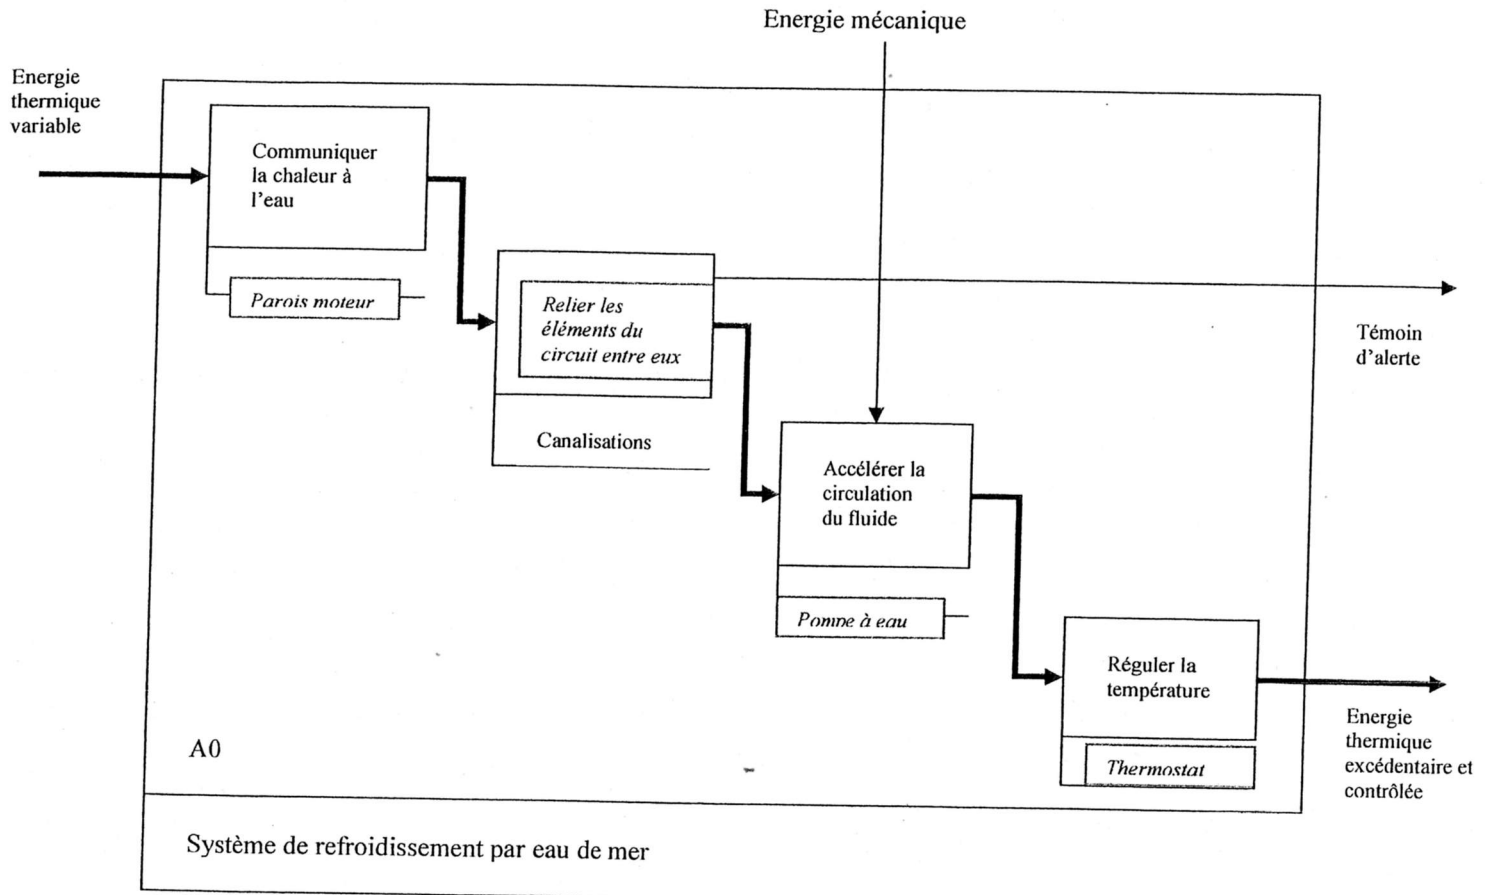 Energie mécanique
Energie
thermique
variable
Communiquer
la chaleur à
l'eau
Parois moteur
Relier les
éléments du
circuit entre eux
Canalisations
Témoin
d'alerte
Accélérer la
circulation
du fluide
Pompe à eau
Réguler la
température
Thermostat
Energie
thermique
excédentaire et
contrôlée
A0
Système de refroidissement par eau de mer